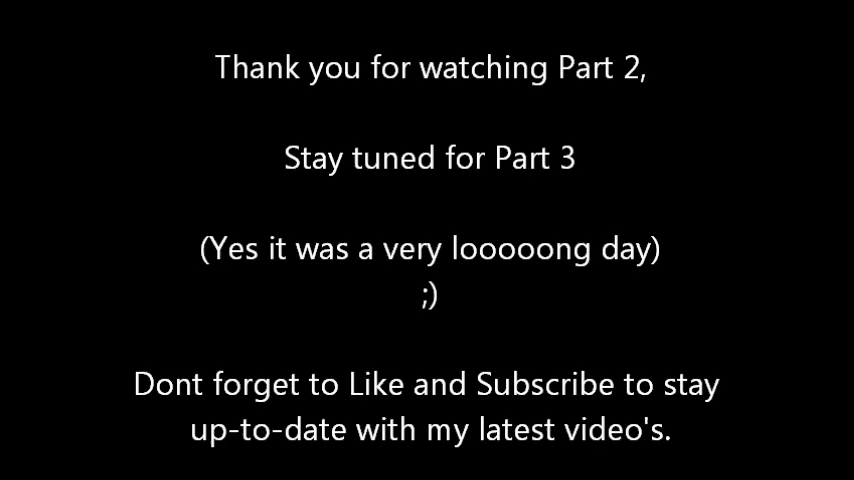 Thank you for watching Part 2,
Stay tuned for Part 3
(Yes it was a very looooong day)
;)
Dont forget to Like and Subscribe to stay
up-to-date with my latest video's.